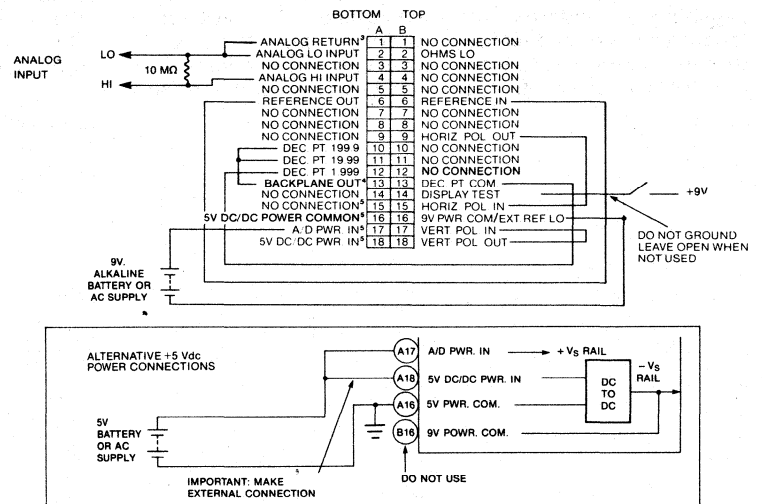 BOTTOM TOP
A B
ANALOG RETURN³ 1 1 NO CONNECTION
ANALOG LO INPUT 2 2 OHMS LO
NO CONNECTION 3 3 NO CONNECTION
ANALOG HI INPUT 4 4 NO CONNECTION
NO CONNECTION 5 5 NO CONNECTION
REFERENCE OUT 6 6 REFERENCE IN
NO CONNECTION 7 7 NO CONNECTION
NO CONNECTION 8 8 NO CONNECTION
NO CONNECTION 9 9 HORIZ POL OUT
DEC. PT 199 9 10 10 NO CONNECTION
DEC. PT 19 99 11 11 NO CONNECTION
DEC PT 1 999 12 12 NO CONNECTION
BACKPLANE OUT⁴ 13 13 DEC PT COM
NO CONNECTION 14 14 DISPLAY TEST
NO CONNECTION⁵ 15 15 HORIZ POL IN
5V DC/DC POWER COMMON⁵ 16 16 9V PWR COM/EXT REF LO
A/D PWR. IN⁵ 17 17 VERT POL IN
5V DC/DC PWR. IN⁵ 18 18 VERT POL OUT
ANALOG
INPUT
LO
10 MΩ
HI
+9V
DO NOT GROUND
LEAVE OPEN WHEN
NOT USED
9V.
ALKALINE
BATTERY OR
AC SUPPLY
ALTERNATIVE +5 Vdc
POWER CONNECTIONS
A17 A/D PWR. IN + VS RAIL
A18 5V DC/DC PWR. IN
A16 5V PWR. COM.
B16 9V POWR. COM.
DC
TO
DC
– VS
RAIL
5V
BATTERY
OR AC
SUPPLY
IMPORTANT: MAKE
EXTERNAL CONNECTION
DO NOT USE